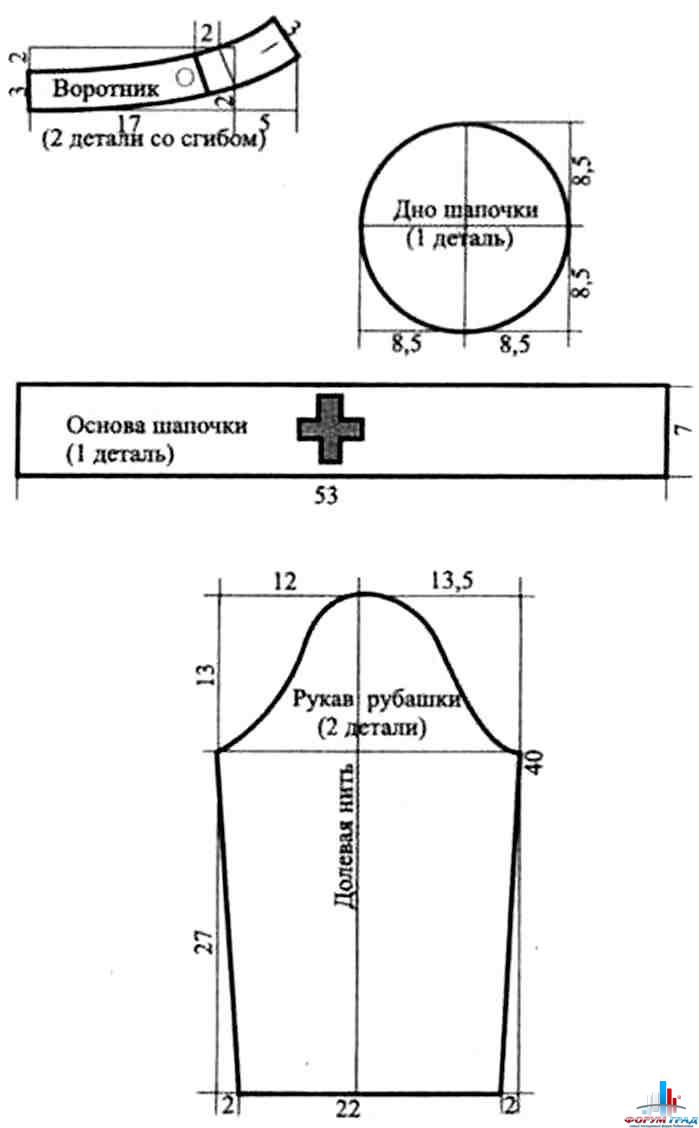 2
2
3
3
Воротник
2
17
5
(2 детали со сгибом)
8,5
Дно шапочки
(1 деталь)
8,5
8,5
8,5
Основа шапочки
(1 деталь)
7
53
12
13,5
13
Рукав рубашки
(2 детали)
40
Долевая нить
27
2
22
2
ФОРУМГРАД